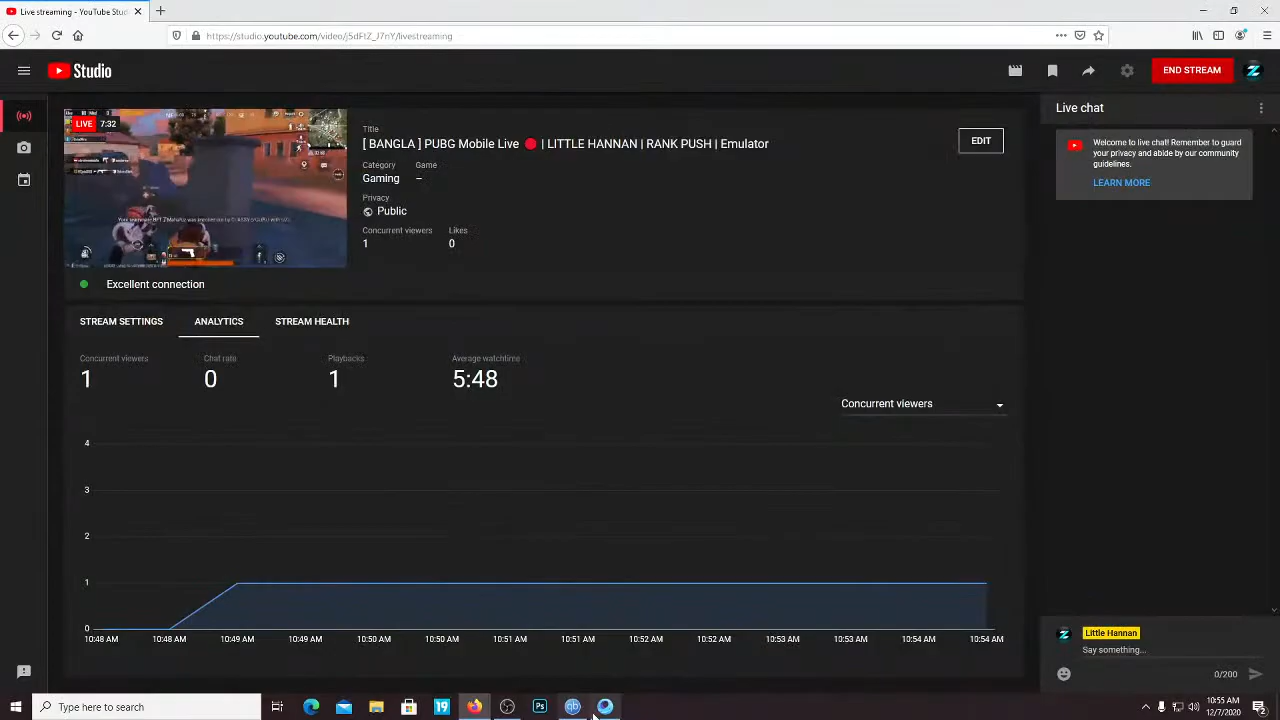 Live streaming - YouTube Studio
https://studio.youtube.com/video/j5dFtZ_J7nY/livestreaming
Studio
END STREAM
LIVE 7:32
Title
[ BANGLA ] PUBG Mobile Live 🔴 | LITTLE HANNAN | RANK PUSH | Emulator
EDIT
Category Game
Gaming –
Privacy
Public
Concurrent viewers Likes
1 0
Excellent connection
STREAM SETTINGS ANALYTICS STREAM HEALTH
Concurrent viewers Chat rate Playbacks Average watchtime
1 0 1 5:48
Concurrent viewers
4
3
2
1
0
10:48 AM 10:48 AM 10:49 AM 10:49 AM 10:50 AM 10:50 AM 10:51 AM 10:51 AM 10:52 AM 10:52 AM 10:53 AM 10:53 AM 10:54 AM 10:54 AM
Live chat
Welcome to live chat! Remember to guard
your privacy and abide by our community
guidelines.
LEARN MORE
Little Hannan
Say something...
0/200
Type here to search
19
Ps
qb
10:55 AM
12/7/2020
2